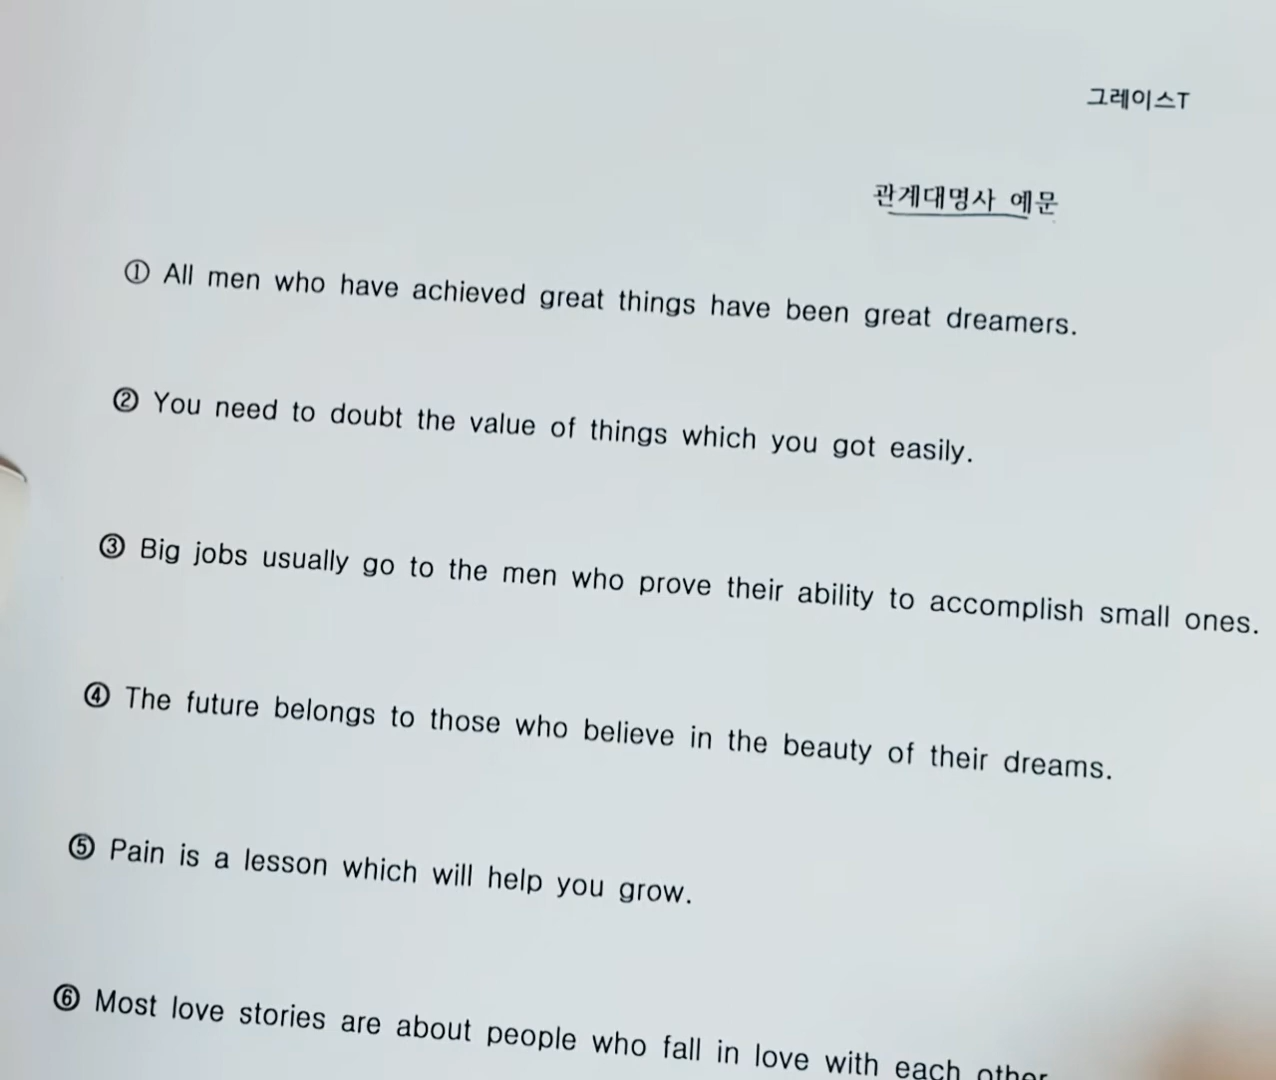 그레이스T
관계대명사 예문
① All men who have achieved great things have been great dreamers.
② You need to doubt the value of things which you got easily.
③ Big jobs usually go to the men who prove their ability to accomplish small ones.
④ The future belongs to those who believe in the beauty of their dreams.
⑤ Pain is a lesson which will help you grow.
⑥ Most love stories are about people who fall in love with each other